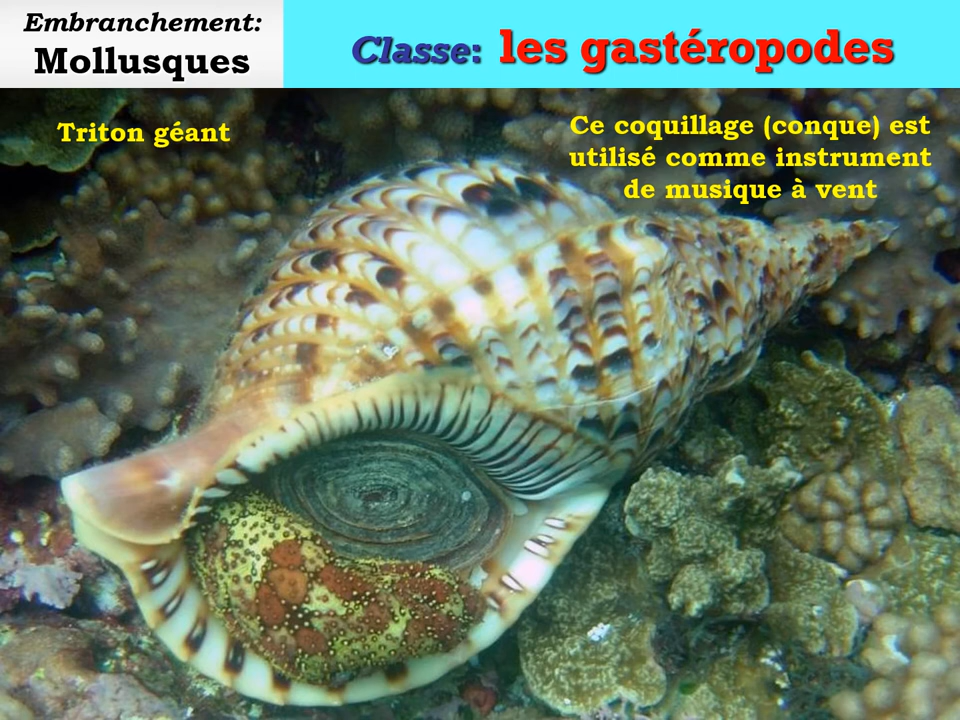 Embranchement:
Mollusques
Classe: les gastéropodes
Triton géant
Ce coquillage (conque) est
utilisé comme instrument
de musique à vent